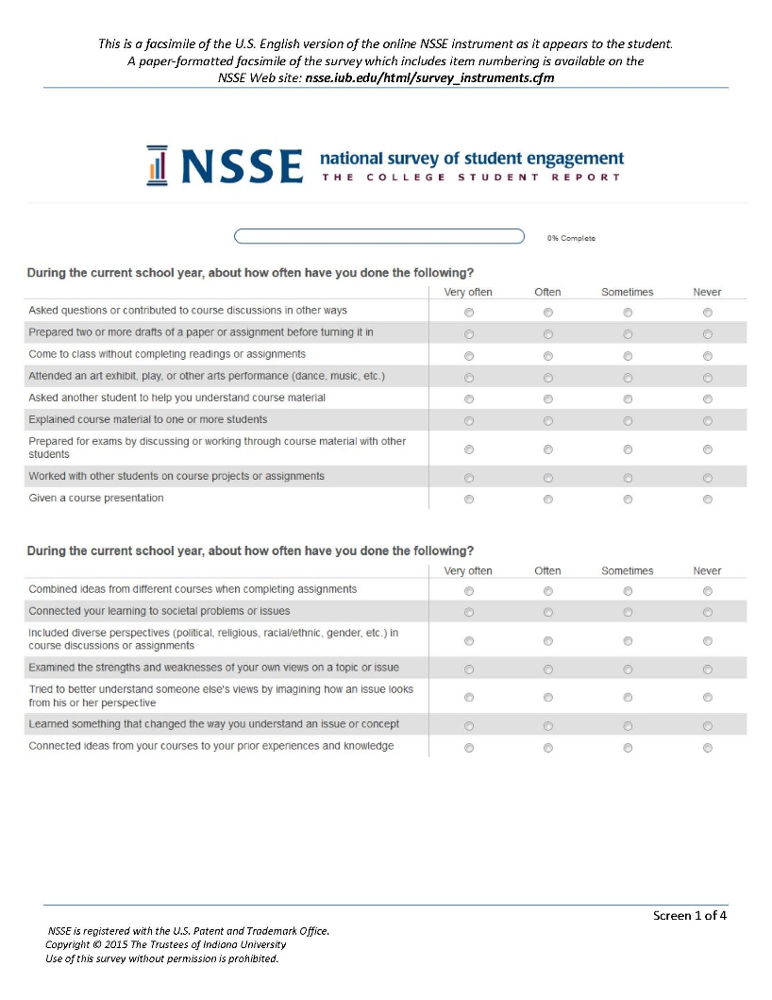 This is a facsimile of the U.S. English version of the online NSSE instrument as it appears to the student.
A paper-formatted facsimile of the survey which includes item numbering is available on the
NSSE Web site: nsse.iub.edu/html/survey_instruments.cfm
NSSE national survey of student engagement
THE COLLEGE STUDENT REPORT
0% Complete
During the current school year, about how often have you done the following?
Very often Often Sometimes Never
Asked questions or contributed to course discussions in other ways
Prepared two or more drafts of a paper or assignment before turning it in
Come to class without completing readings or assignments
Attended an art exhibit, play, or other arts performance (dance, music, etc.)
Asked another student to help you understand course material
Explained course material to one or more students
Prepared for exams by discussing or working through course material with other
students
Worked with other students on course projects or assignments
Given a course presentation
During the current school year, about how often have you done the following?
Very often Often Sometimes Never
Combined ideas from different courses when completing assignments
Connected your learning to societal problems or issues
Included diverse perspectives (political, religious, racial/ethnic, gender, etc.) in
course discussions or assignments
Examined the strengths and weaknesses of your own views on a topic or issue
Tried to better understand someone else's views by imagining how an issue looks
from his or her perspective
Learned something that changed the way you understand an issue or concept
Connected ideas from your courses to your prior experiences and knowledge
Screen 1 of 4
NSSE is registered with the U.S. Patent and Trademark Office.
Copyright © 2015 The Trustees of Indiana University
Use of this survey without permission is prohibited.